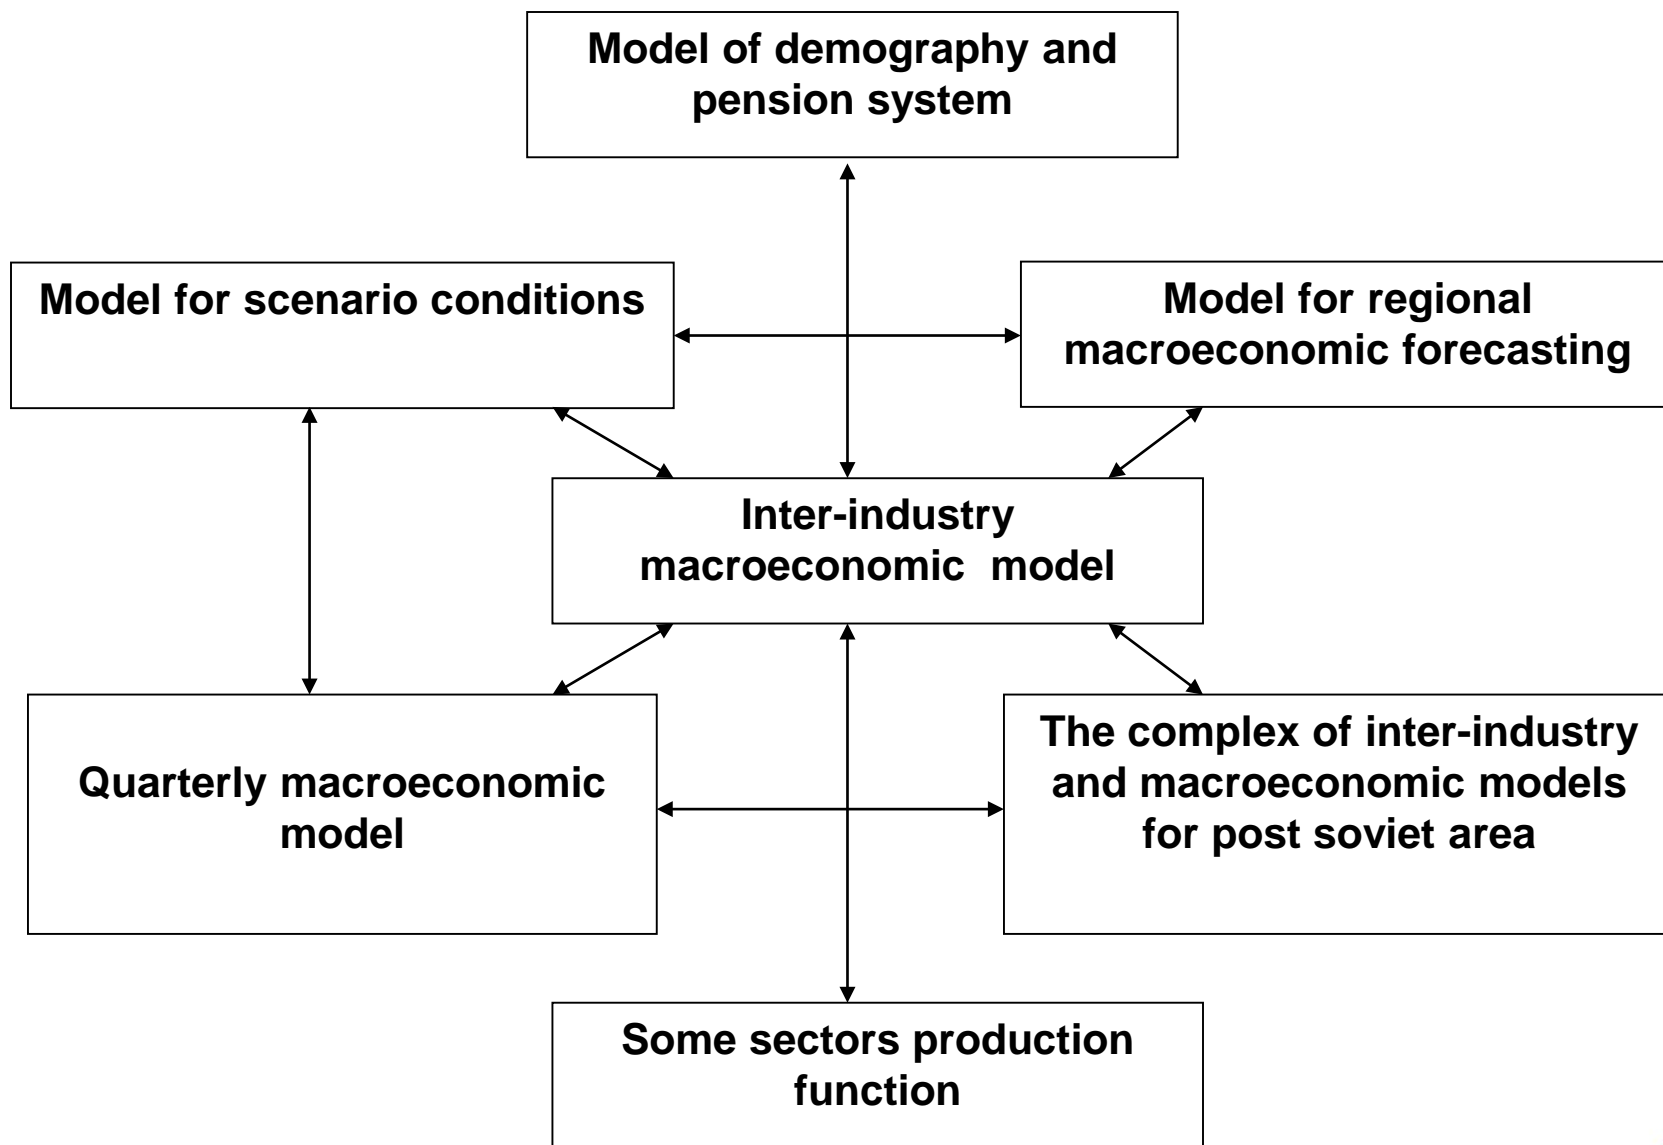 Model of demography and
pension system
Model for scenario conditions
Model for regional
macroeconomic forecasting
Inter-industry
macroeconomic  model
Quarterly macroeconomic
model
The complex of inter-industry
and macroeconomic models
for post soviet area
Some sectors production
function